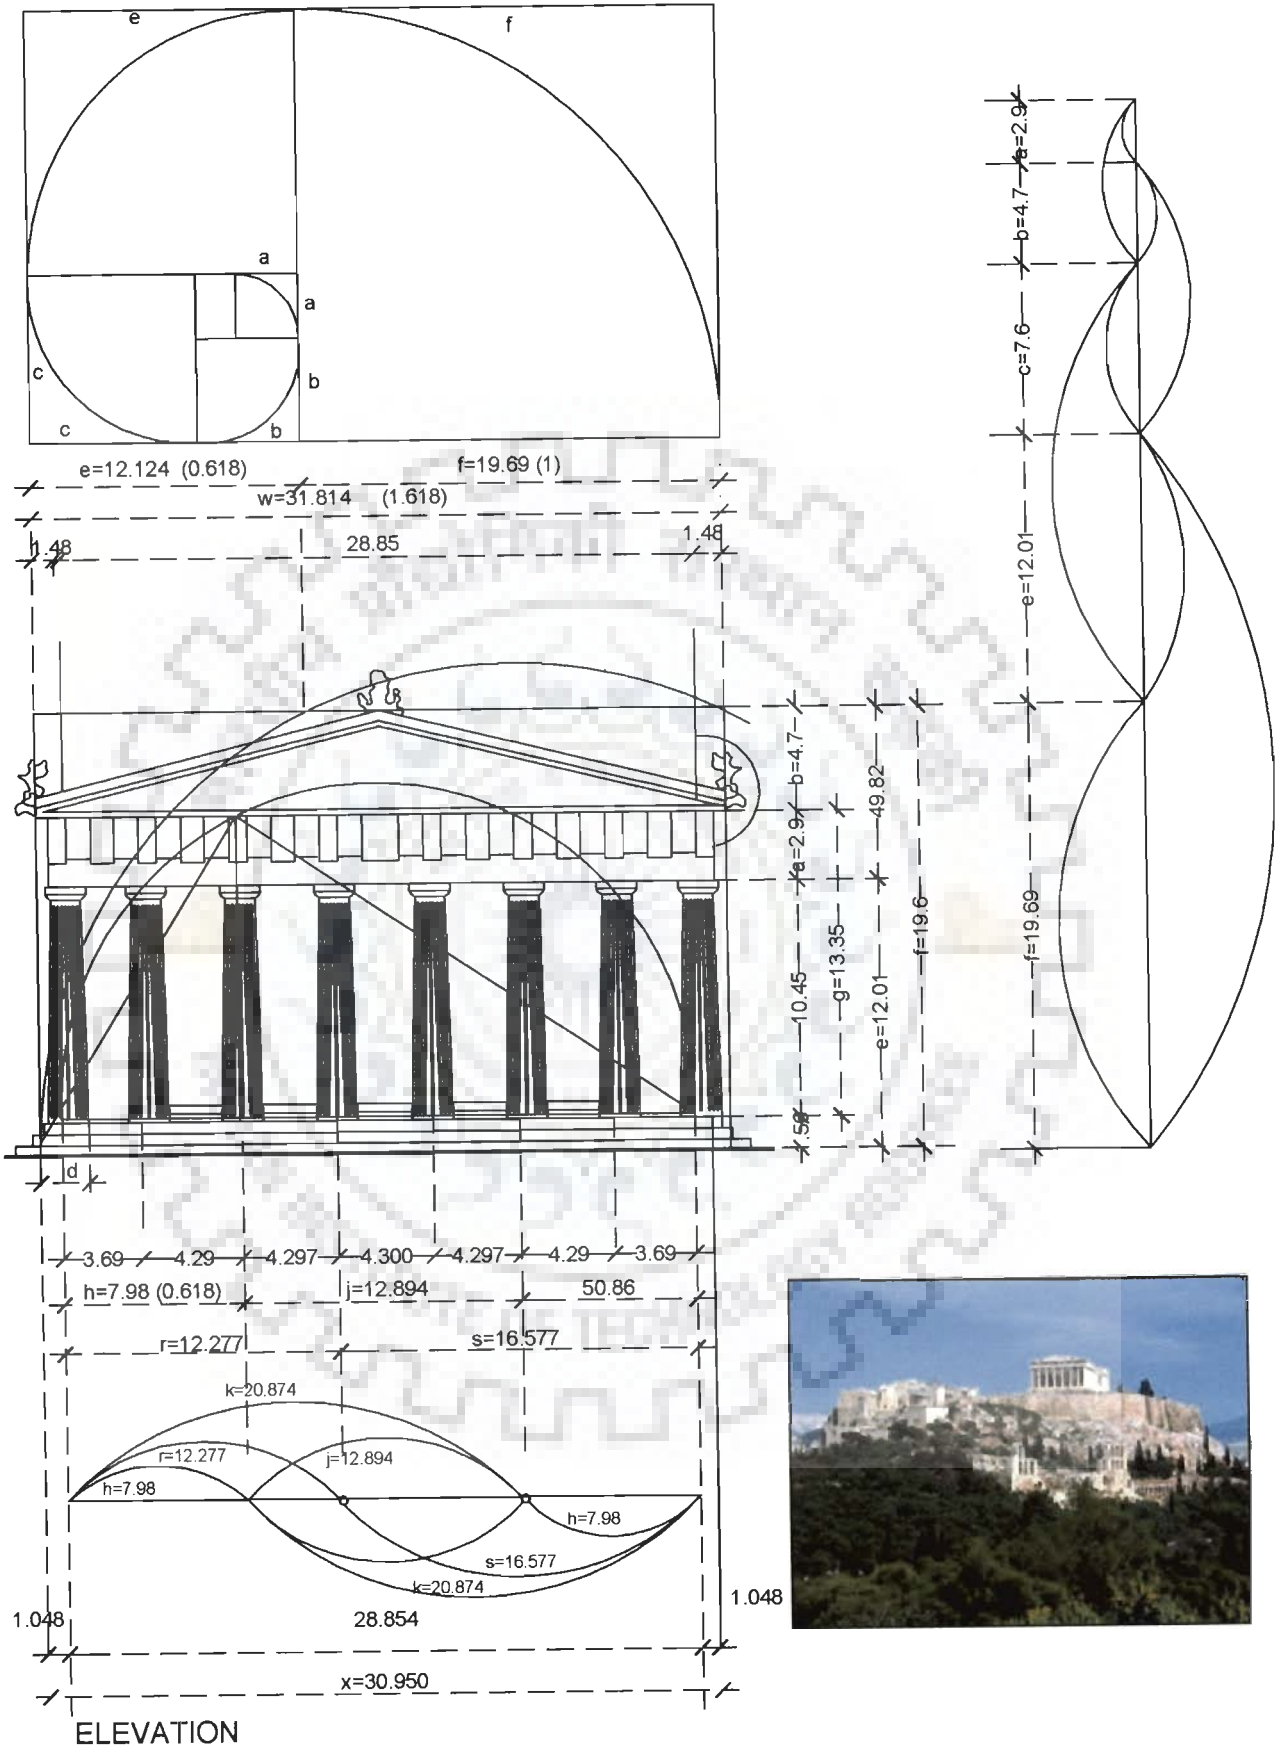 e
f
a
a
c
b
c
b
e=12.124 (0.618)
f=19.69 (1)
w=31.814 (1.618)
1.48
28.85
1.48
a=2.9
b=4.7
c=7.6
e=12.01
f=19.69
b=4.7
a=2.9
49.82
10.45
g=13.35
e=12.01
f=19.6
d
3.69 4.29 4.297 4.300 4.297 4.29 3.69
h=7.98 (0.618) j=12.894 50.86
r=12.277 s=16.577
k=20.874
r=12.277
j=12.894
h=7.98
h=7.98
s=16.577
k=20.874
1.048
28.854
1.048
x=30.950
ELEVATION